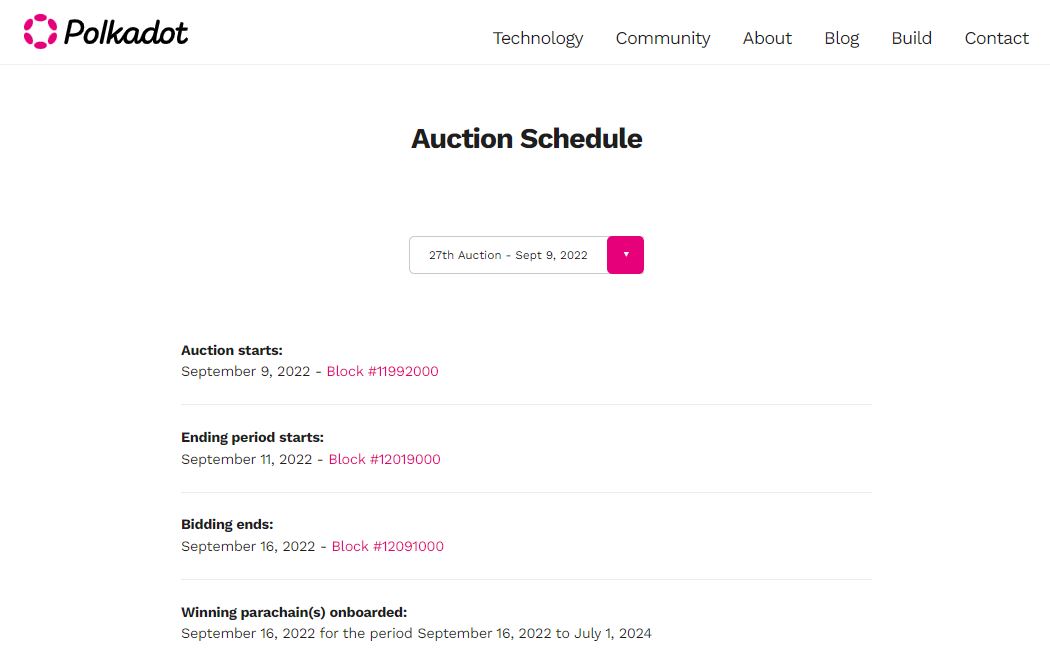 Polkadot
Technology Community About Blog Build Contact
Auction Schedule
27th Auction - Sept 9, 2022
Auction starts:
September 9, 2022 - Block #11992000
Ending period starts:
September 11, 2022 - Block #12019000
Bidding ends:
September 16, 2022 - Block #12091000
Winning parachain(s) onboarded:
September 16, 2022 for the period September 16, 2022 to July 1, 2024